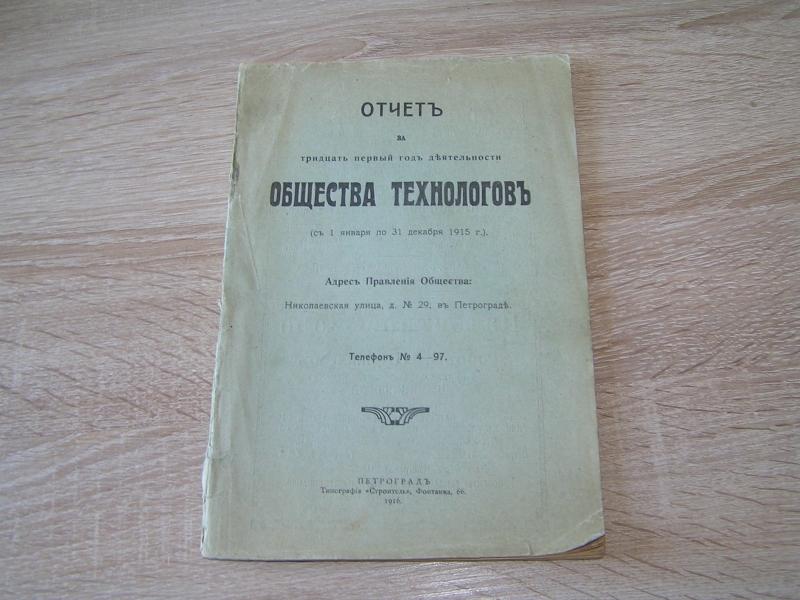 ОТЧЕТЪ
ЗА
тридцать первый годъ дѣятельности
ОБЩЕСТВА ТЕХНОЛОГОВЪ
(съ 1 января по 31 декабря 1915 г.).
Адресъ Правленія Общества:
Николаевская улица, д. № 29, въ Петроградѣ.
Телефонъ № 4—97.
ПЕТРОГРАДЪ
Типографія «Строитель», Фонтанка, 66.
1916.